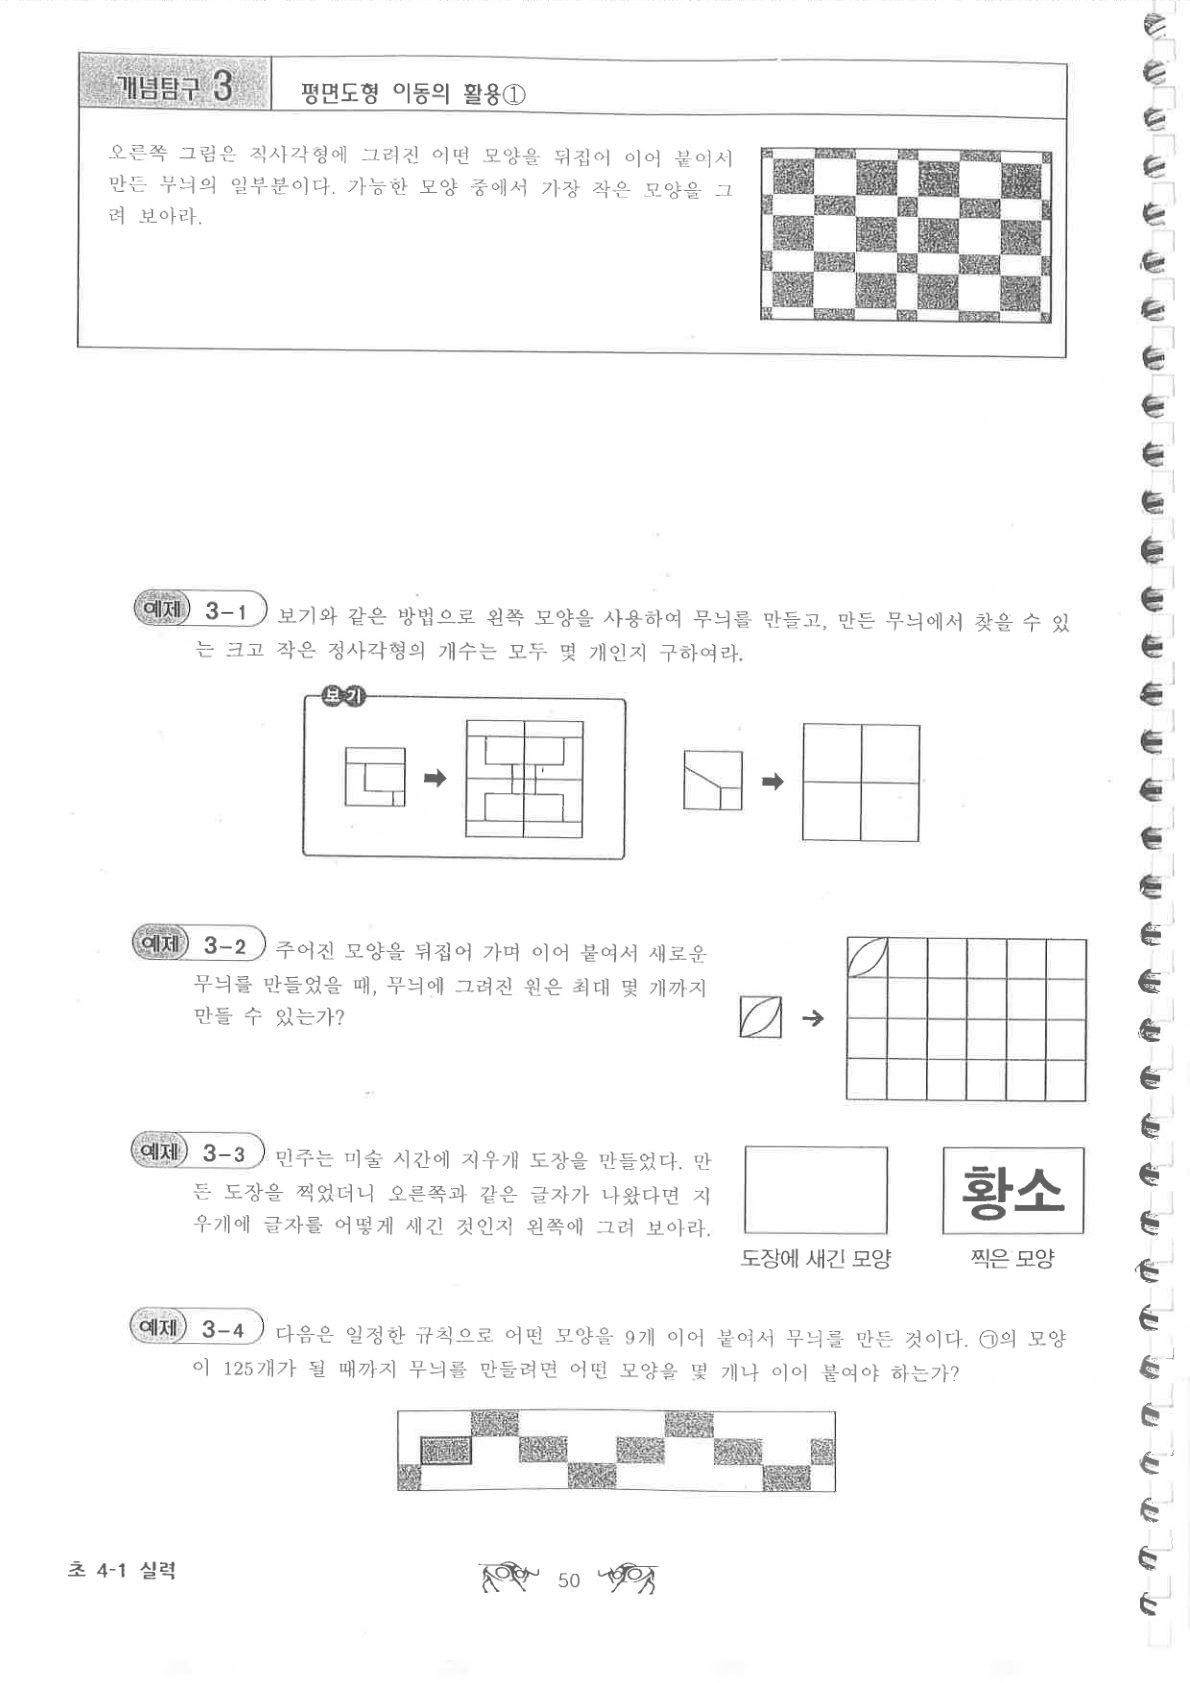 개념탐구 3
평면도형 이동의 활용①
오른쪽 그림은 직사각형에 그려진 어떤 모양을 뒤집어 이어 붙여서
만든 무늬의 일부분이다. 가능한 모양 중에서 가장 작은 모양을 그
려 보아라.
예제 3-1 보기와 같은 방법으로 왼쪽 모양을 사용하여 무늬를 만들고, 만든 무늬에서 찾을 수 있
는 크고 작은 정사각형의 개수는 모두 몇 개인지 구하여라.
보기
예제 3-2 주어진 모양을 뒤집어 가며 이어 붙여서 새로운
무늬를 만들었을 때, 무늬에 그려진 원은 최대 몇 개까지
만들 수 있는가?
예제 3-3 민주는 미술 시간에 지우개 도장을 만들었다. 만
든 도장을 찍었더니 오른쪽과 같은 글자가 나왔다면 지
우개에 글자를 어떻게 새긴 것인지 왼쪽에 그려 보아라.
황소
도장에 새긴 모양
찍은 모양
예제 3-4 다음은 일정한 규칙으로 어떤 모양을 9개 이어 붙여서 무늬를 만든 것이다. ㉠의 모양
이 125개가 될 때까지 무늬를 만들려면 어떤 모양을 몇 개나 이어 붙여야 하는가?
초 4-1 실력
50